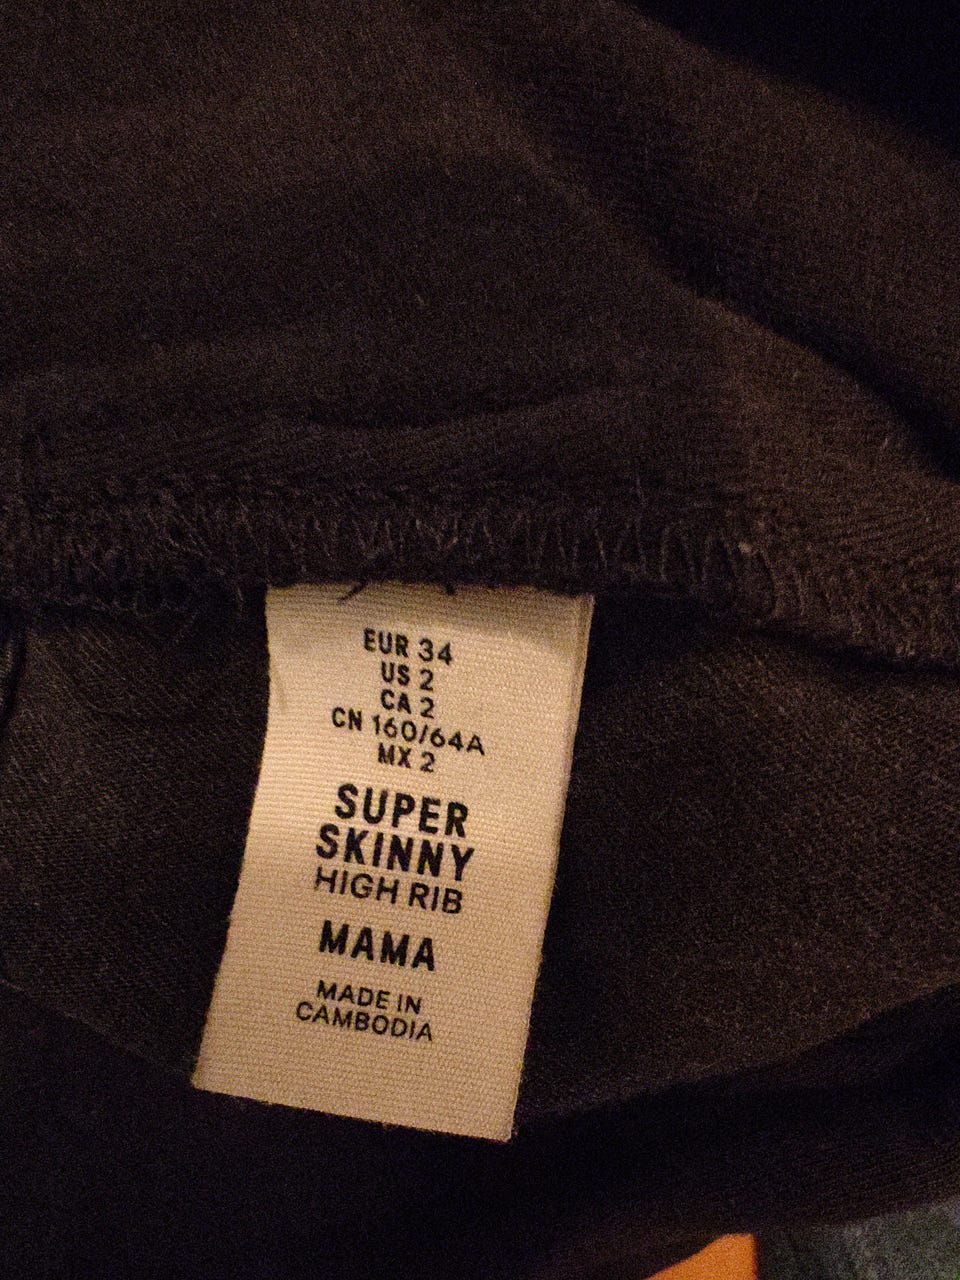 EUR 34
US 2
CA 2
CN 160/64A
MX 2
SUPER
SKINNY
HIGH RIB
MAMA
MADE IN
CAMBODIA